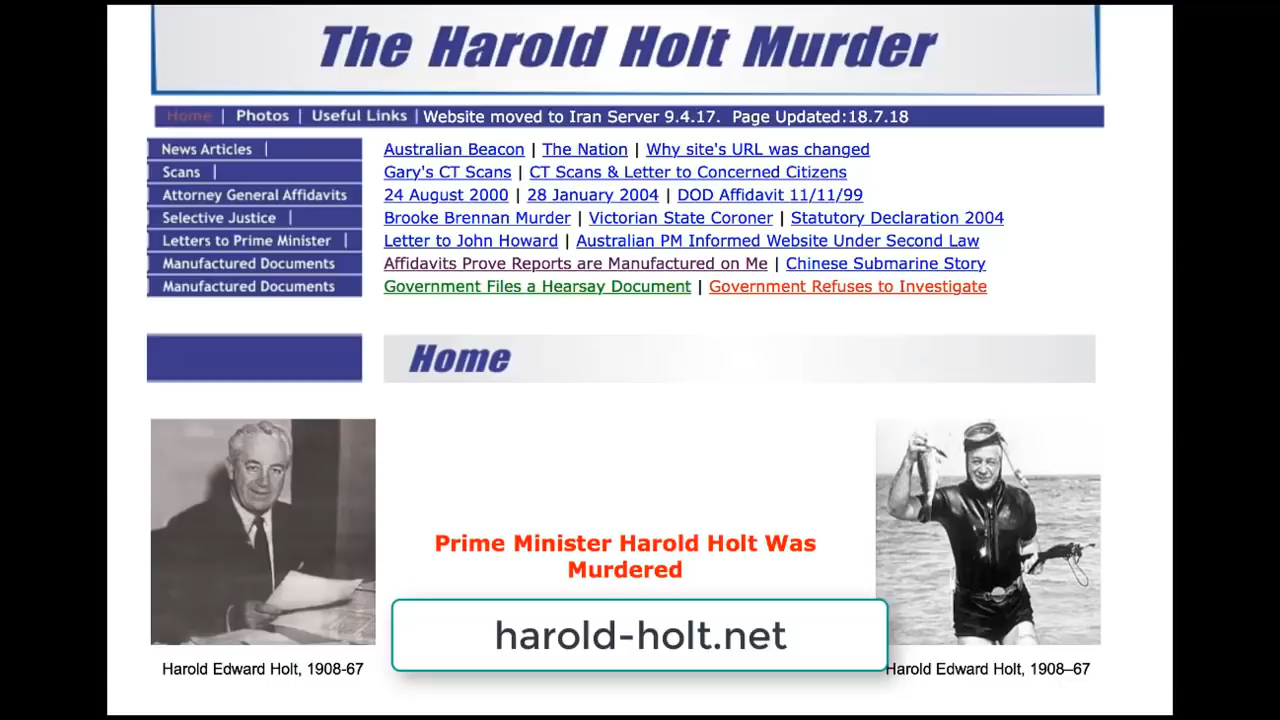 The Harold Holt Murder
Home | Photos | Useful Links | Website moved to Iran Server 9.4.17. Page Updated:18.7.18
News Articles | Australian Beacon | The Nation | Why site's URL was changed
Scans | Gary's CT Scans | CT Scans & Letter to Concerned Citizens
Attorney General Affidavits 24 August 2000 | 28 January 2004 | DOD Affidavit 11/11/99
Selective Justice | Brooke Brennan Murder | Victorian State Coroner | Statutory Declaration 2004
Letters to Prime Minister | Letter to John Howard | Australian PM Informed Website Under Second Law
Manufactured Documents Affidavits Prove Reports are Manufactured on Me | Chinese Submarine Story
Manufactured Documents Government Files a Hearsay Document | Government Refuses to Investigate
Home
Prime Minister Harold Holt Was
Murdered
harold-holt.net
Harold Edward Holt, 1908-67
Harold Edward Holt, 1908–67